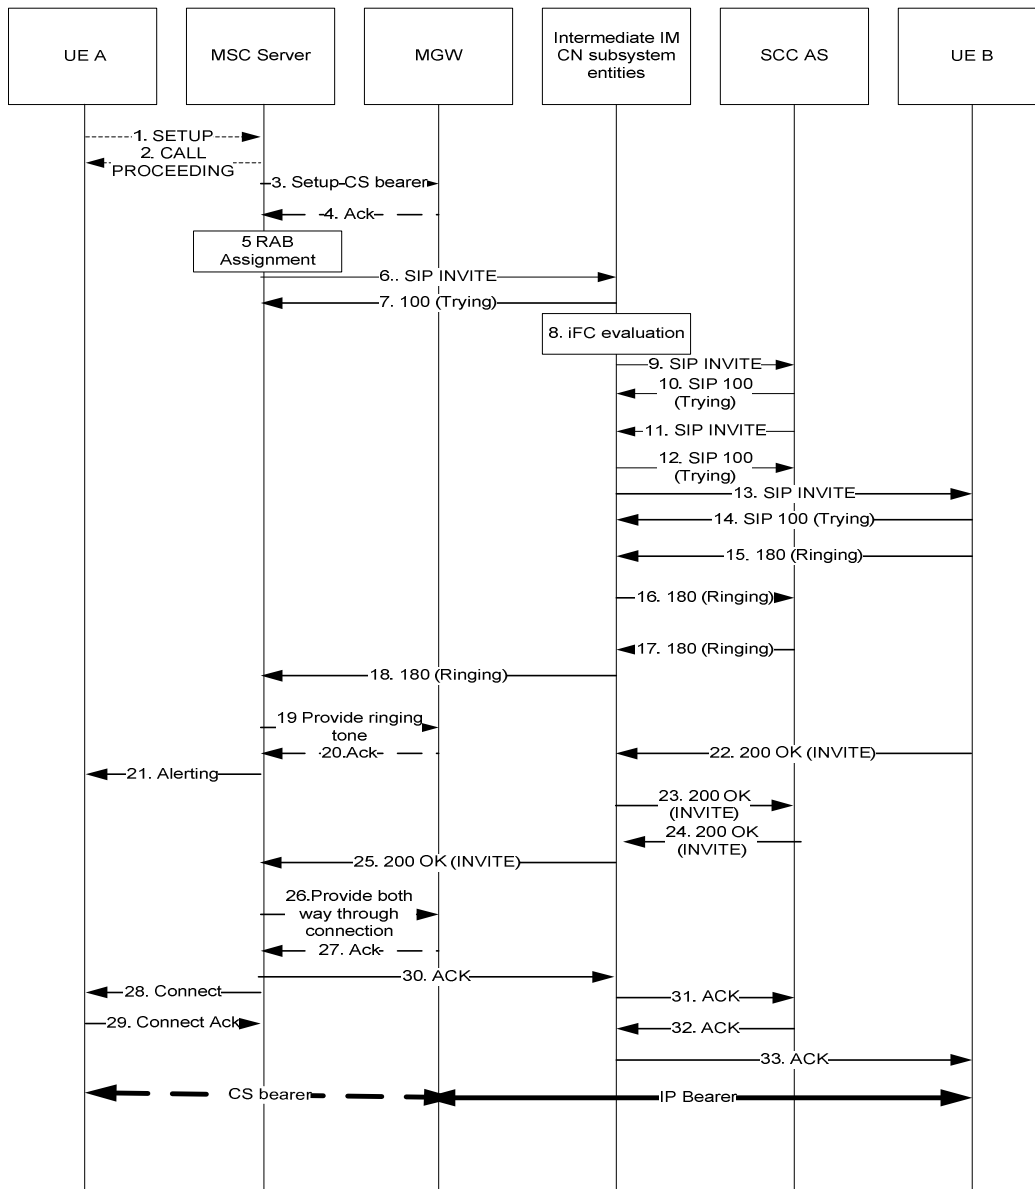 UE A
MSC Server
MGW
Intermediate IM
CN subsystem
entities
SCC AS
UE B
1. SETUP
2. CALL
PROCEEDING
3. Setup CS bearer
4. Ack
5 RAB
Assignment
6.. SIP INVITE
7. 100 (Trying)
8. iFC evaluation
9. SIP INVITE
10. SIP 100
(Trying)
11. SIP INVITE
12. SIP 100
(Trying)
13. SIP INVITE
14. SIP 100 (Trying)
15. 180 (Ringing)
16. 180 (Ringing)
17. 180 (Ringing)
18. 180 (Ringing)
19 Provide ringing
tone
20.Ack
22. 200 OK (INVITE)
21. Alerting
23. 200 OK
(INVITE)
24. 200 OK
(INVITE)
25. 200 OK (INVITE)
26.Provide both
way through
connection
27. Ack
30. ACK
28. Connect
31. ACK
29. Connect Ack
32. ACK
33. ACK
CS bearer
IP Bearer